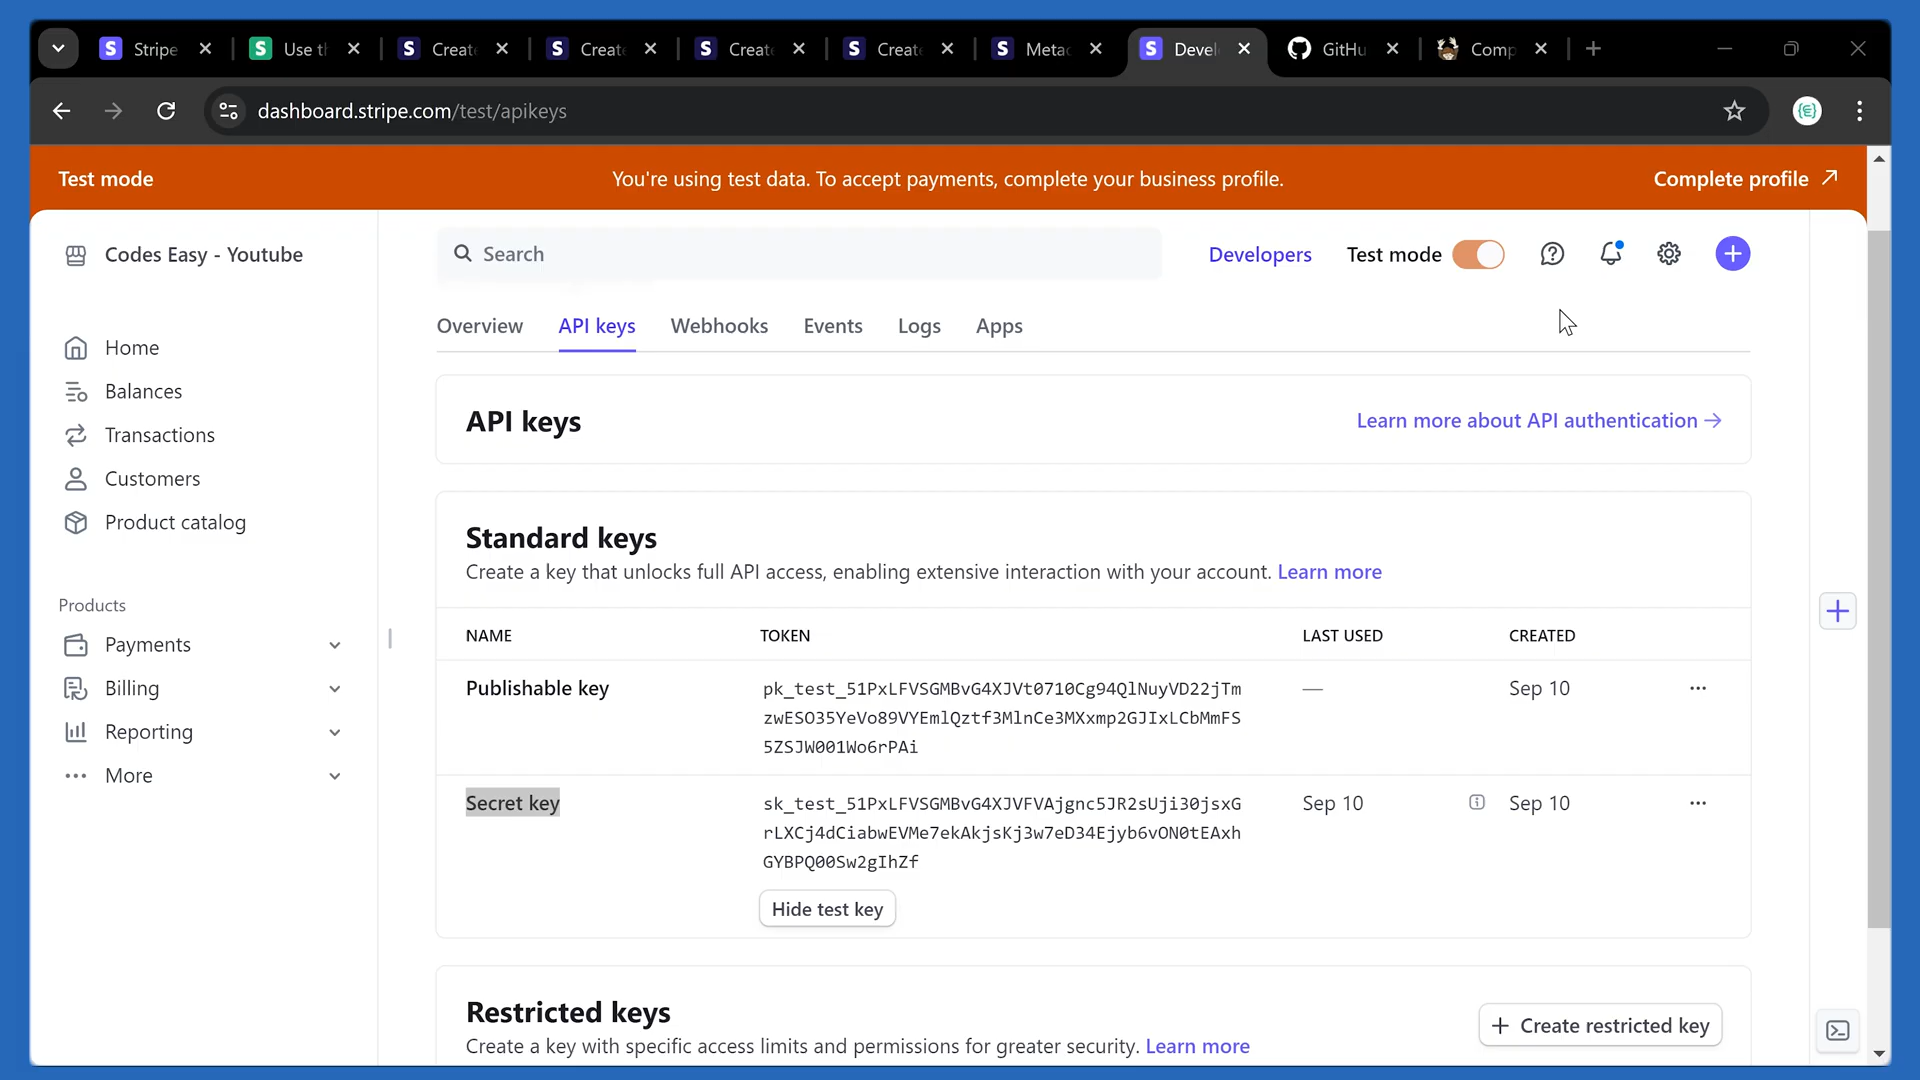 Stripe
Use th
Create
Create
Create
Create
Metac
Devel
GitHu
Comp
dashboard.stripe.com/test/apikeys
Test mode
You're using test data. To accept payments, complete your business profile.
Complete profile
Codes Easy - Youtube
Search
Developers
Test mode
Overview
API keys
Webhooks
Events
Logs
Apps
Home
Balances
Transactions
Customers
Product catalog
Products
Payments
Billing
Reporting
More
API keys
Learn more about API authentication
Standard keys
Create a key that unlocks full API access, enabling extensive interaction with your account. Learn more
NAME
TOKEN
LAST USED
CREATED
Publishable key
pk_test_51PxLFVSGMBvG4XJVt0710Cg94QlNuyVD22jTm
zwESO35YeVo89VYEmlQztf3MlnCe3MXxmp2GJIxLCbMmFS
5ZSJW001Wo6rPAi
—
Sep 10
Secret key
sk_test_51PxLFVSGMBvG4XJVFVAjgnc5JR2sUji30jsxG
rLXCj4dCiabwEVMe7ekAkjsKj3w7eD34Ejyb6vON0tEAxh
GYBPQ00Sw2gIhZf
Sep 10
Sep 10
Hide test key
Restricted keys
Create a key with specific access limits and permissions for greater security. Learn more
Create restricted key